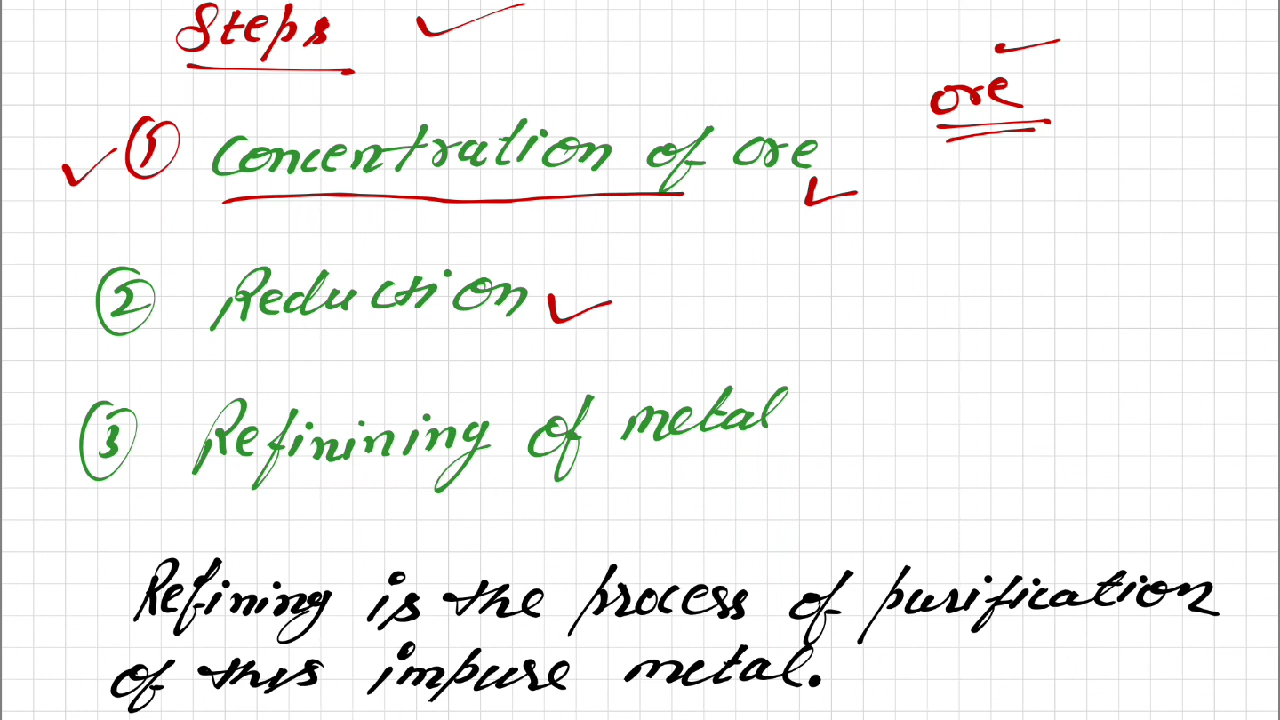 Steps
ore
① Concentration of ore
② Reduction
③ Refinining of metal
Refining is the process of purification
of this impure metal.